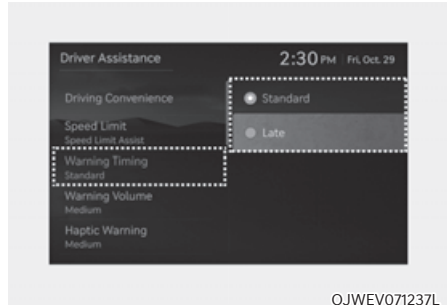 Driver Assistance
2:30 PM Fri, Oct. 29
Driving Convenience
Speed Limit
Speed Limit Assist
Warning Timing
Standard
Warning Volume
Medium
Haptic Warning
Medium
Standard
Late
OJWEV071237L